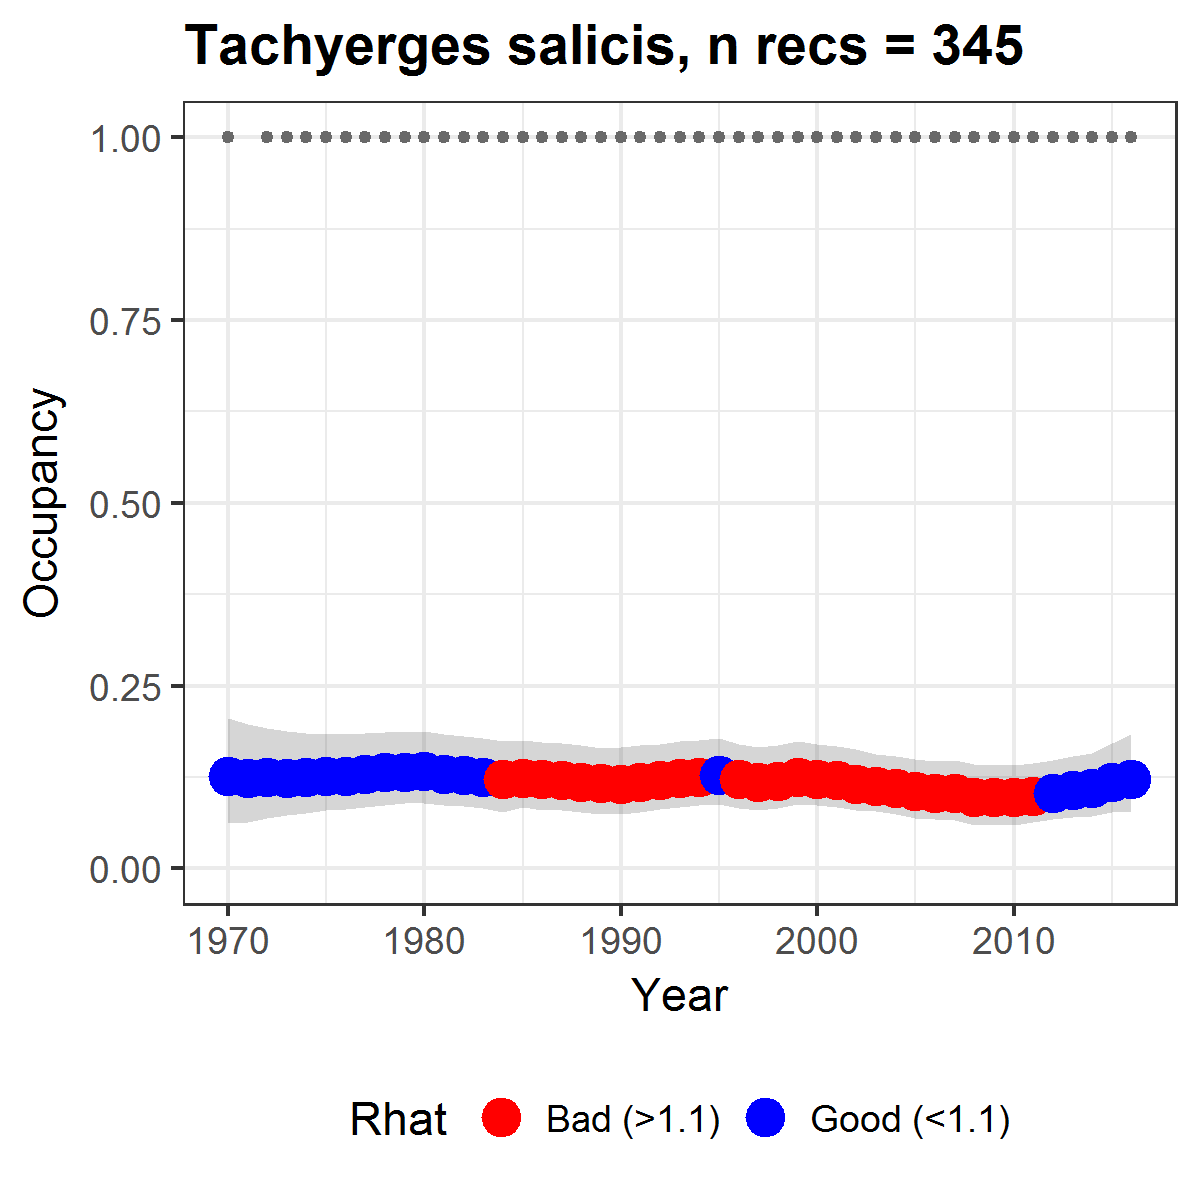 Tachyerges salicis, n recs = 345
1.00
0.75
0.50
0.25
0.00
Occupancy
1970 1980 1990 2000 2010
Year
Rhat Bad (>1.1) Good (<1.1)